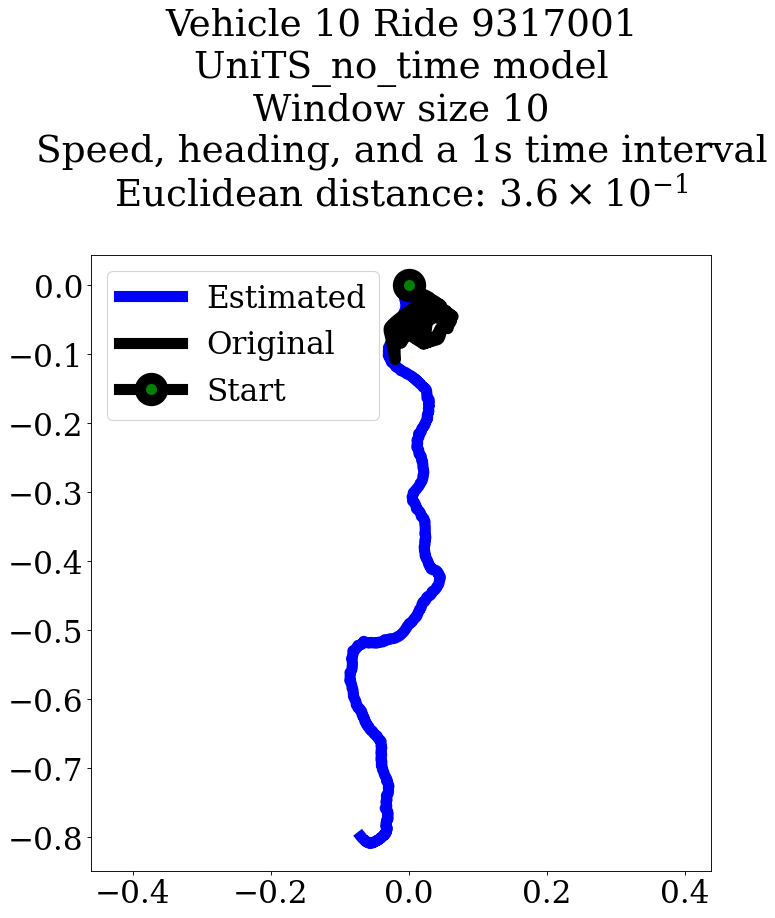 Vehicle 10 Ride 9317001
UniTS_no_time model
Window size 10
Speed, heading, and a 1s time interval
Euclidean distance: 3.6 × 10⁻¹
Estimated
Original
Start
0.0
−0.1
−0.2
−0.3
−0.4
−0.5
−0.6
−0.7
−0.8
−0.4 −0.2 0.0 0.2 0.4